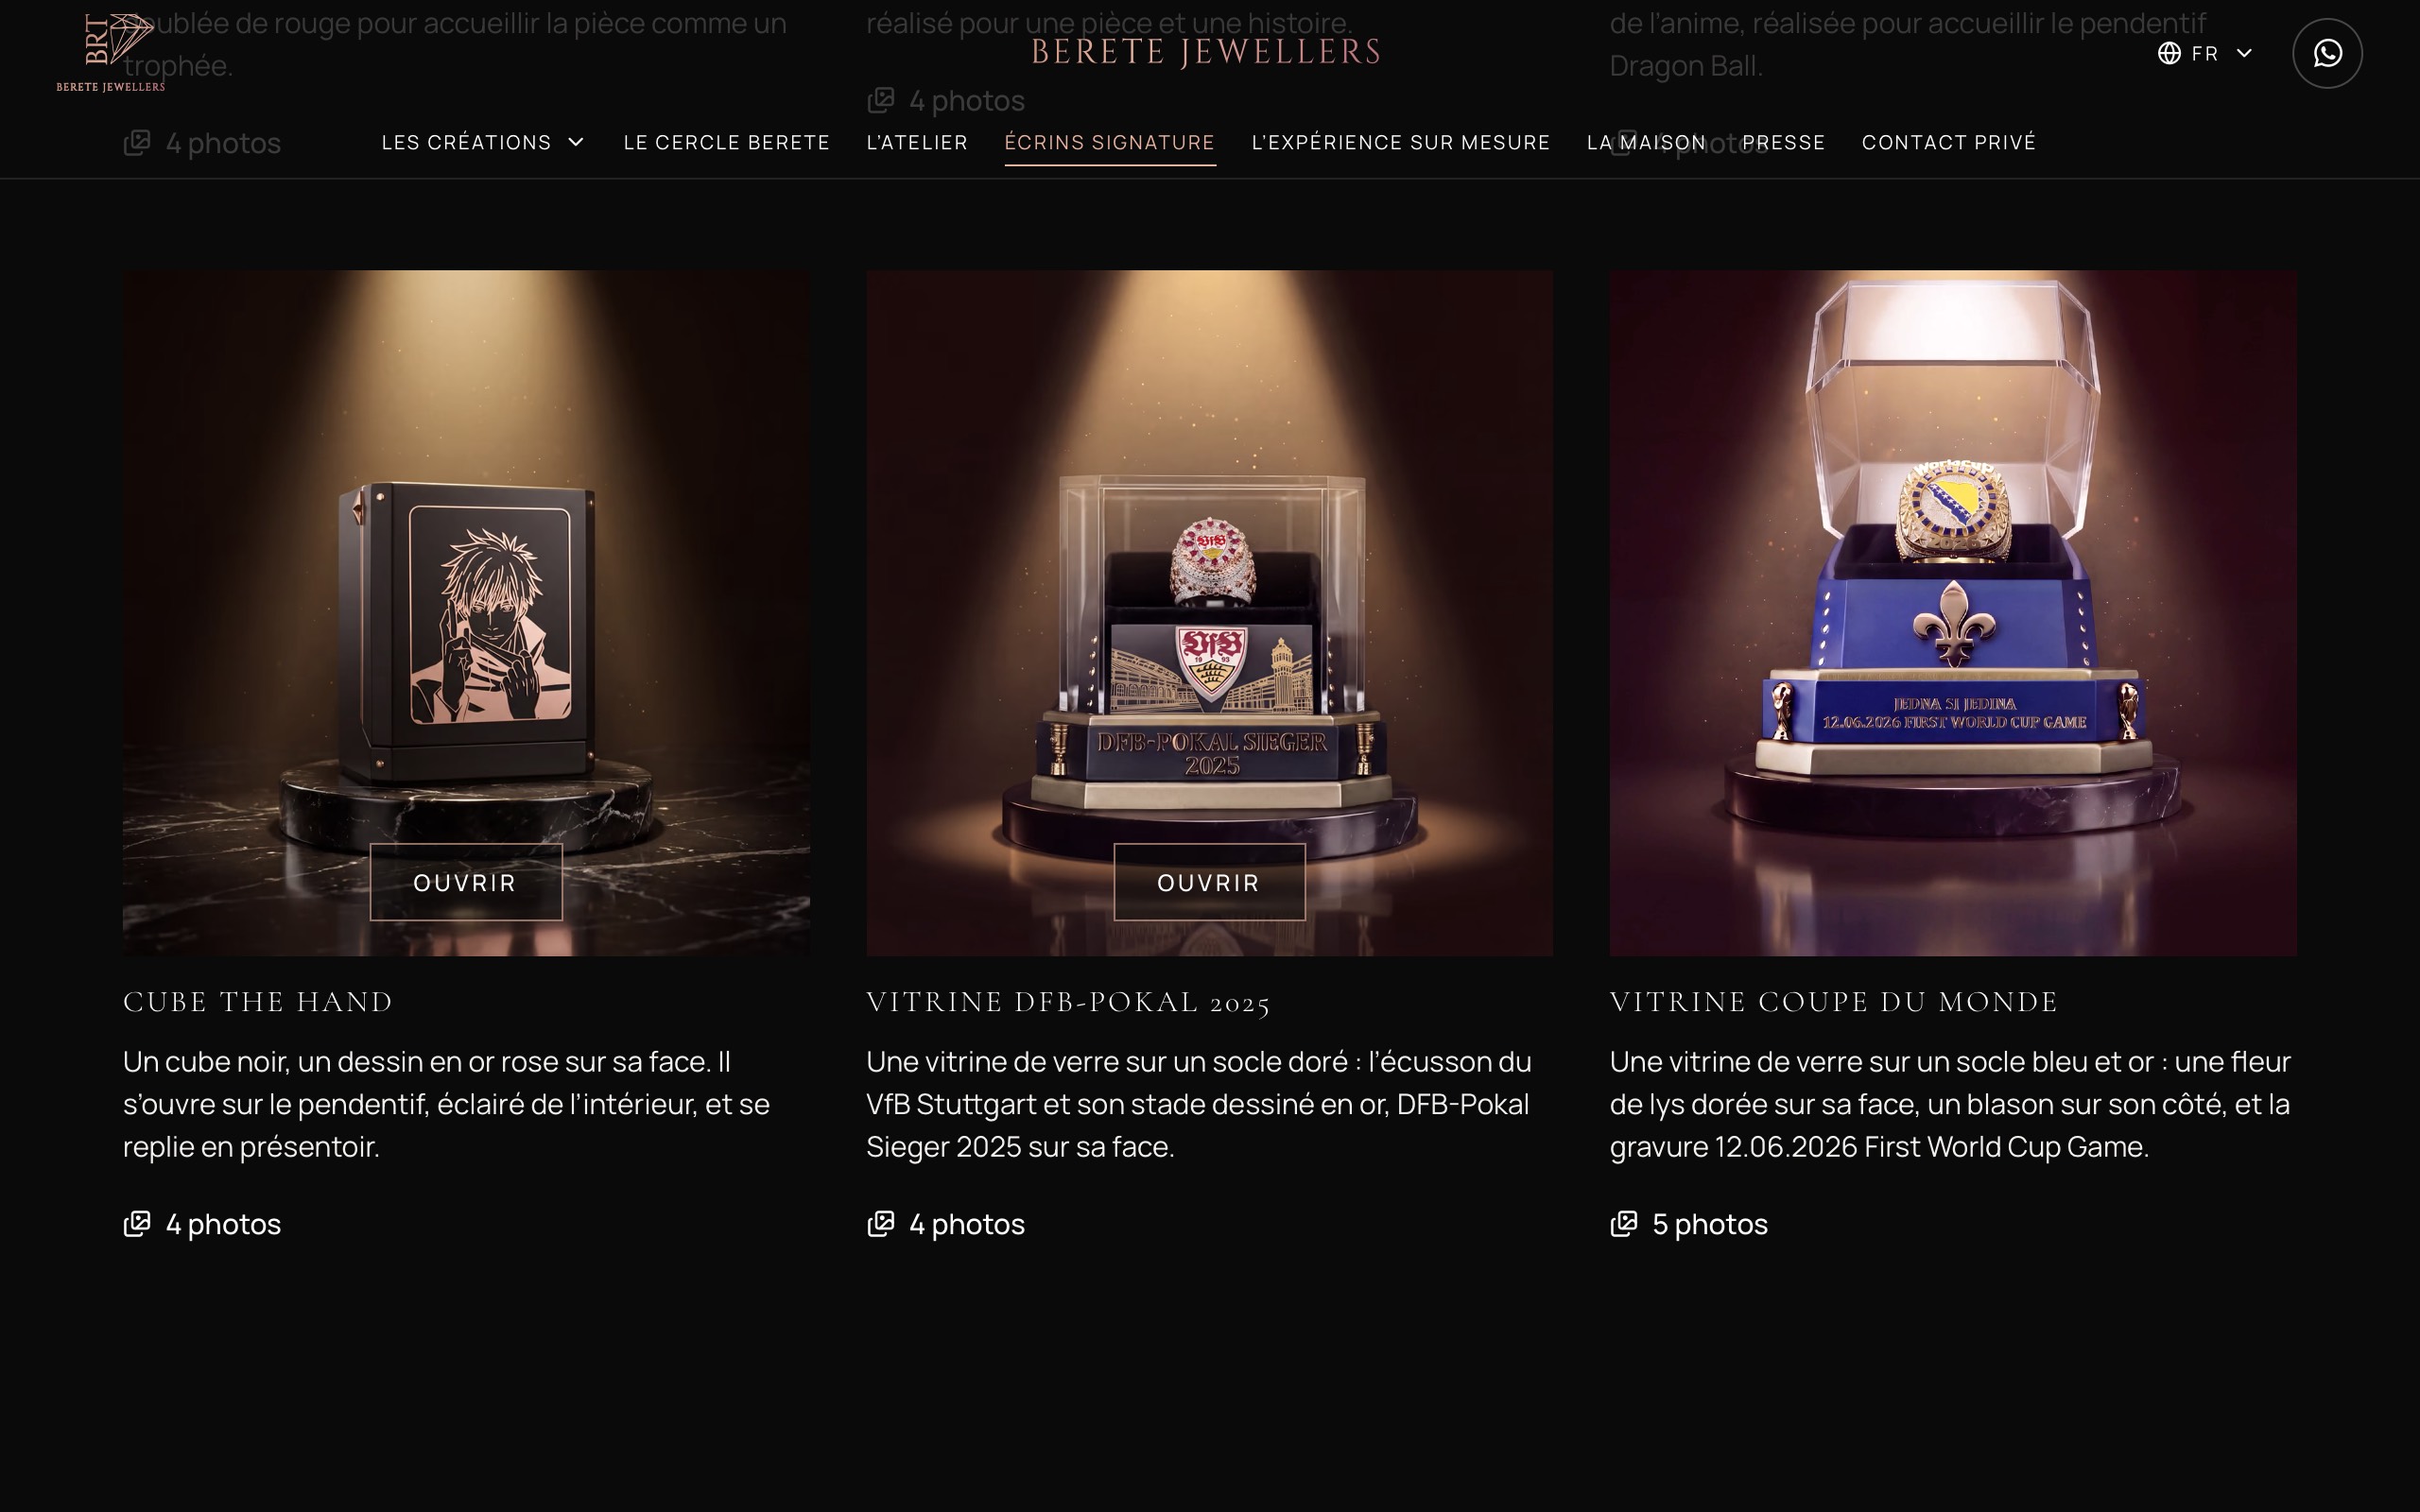 doublée de rouge pour accueillir la pièce comme un
trophée.
4 photos
réalisé pour une pièce et une histoire.
4 photos
de l’anime, réalisée pour accueillir le pendentif
Dragon Ball.
4 photos
BRT
BERETE JEWELLERS
BERETE JEWELLERS
FR
LES CRÉATIONS
LE CERCLE BERETE
L’ATELIER
ÉCRINS SIGNATURE
L’EXPÉRIENCE SUR MESURE
LA MAISON
PRESSE
CONTACT PRIVÉ
OUVRIR
CUBE THE HAND
Un cube noir, un dessin en or rose sur sa face. Il
s’ouvre sur le pendentif, éclairé de l’intérieur, et se
replie en présentoir.
4 photos
VfB
VfB
19 93
DFB-POKAL SIEGER
2025
OUVRIR
VITRINE DFB-POKAL 2025
Une vitrine de verre sur un socle doré : l’écusson du
VfB Stuttgart et son stade dessiné en or, DFB-Pokal
Sieger 2025 sur sa face.
4 photos
World Cup
2026
JEDNA SI JEDINA
12.06.2026 FIRST WORLD CUP GAME
VITRINE COUPE DU MONDE
Une vitrine de verre sur un socle bleu et or : une fleur
de lys dorée sur sa face, un blason sur son côté, et la
gravure 12.06.2026 First World Cup Game.
5 photos